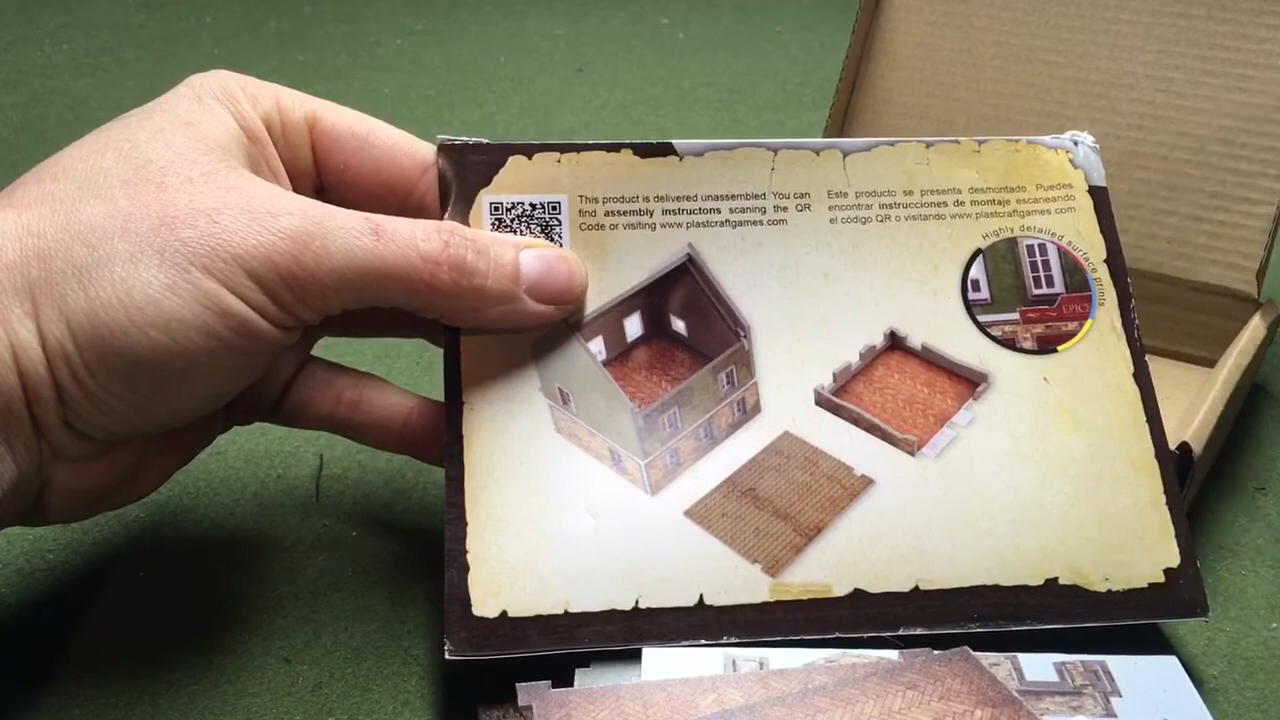 This product is delivered unassembled. You can
find assembly instructons scaning the QR
Code or visiting www.plastcraftgames.com
Este producto se presenta desmontado. Puedes
encontrar instrucciones de montaje escaneando
el código QR o visitando www.plastcraftgames.com
Highly detailed surface prints
EPICE